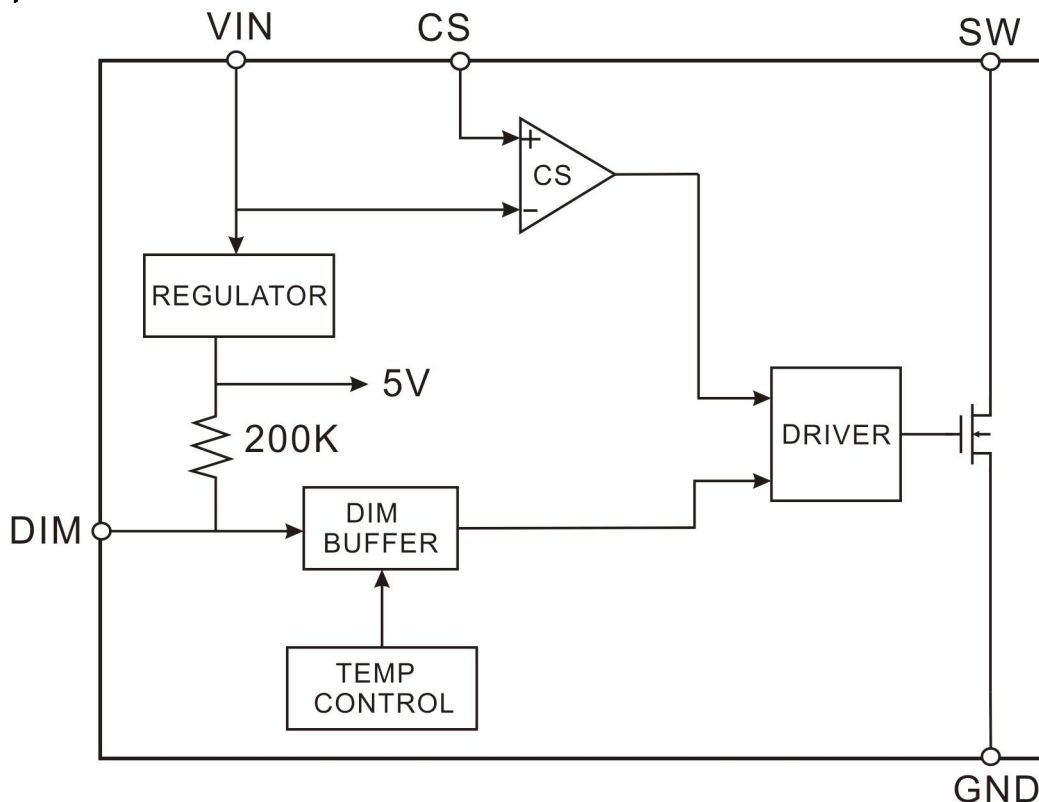 VIN
CS
SW
+
CS
−
REGULATOR
5V
200K
DRIVER
DIM
DIM
BUFFER
TEMP
CONTROL
GND